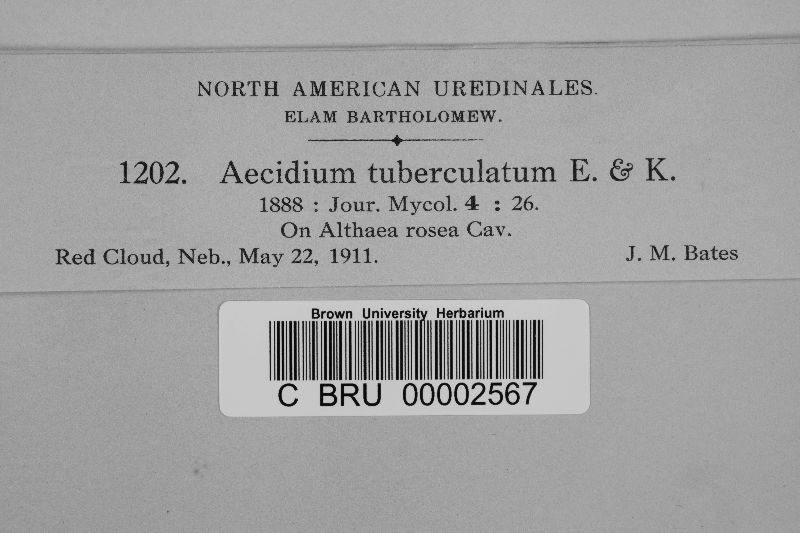 NORTH AMERICAN UREDINALES.
ELAM BARTHOLOMEW.
1202. Aecidium tuberculatum E. & K.
1888 : Jour. Mycol. 4 : 26.
On Althaea rosea Cav.
Red Cloud, Neb., May 22, 1911. J. M. Bates
Brown University Herbarium
C BRU 00002567